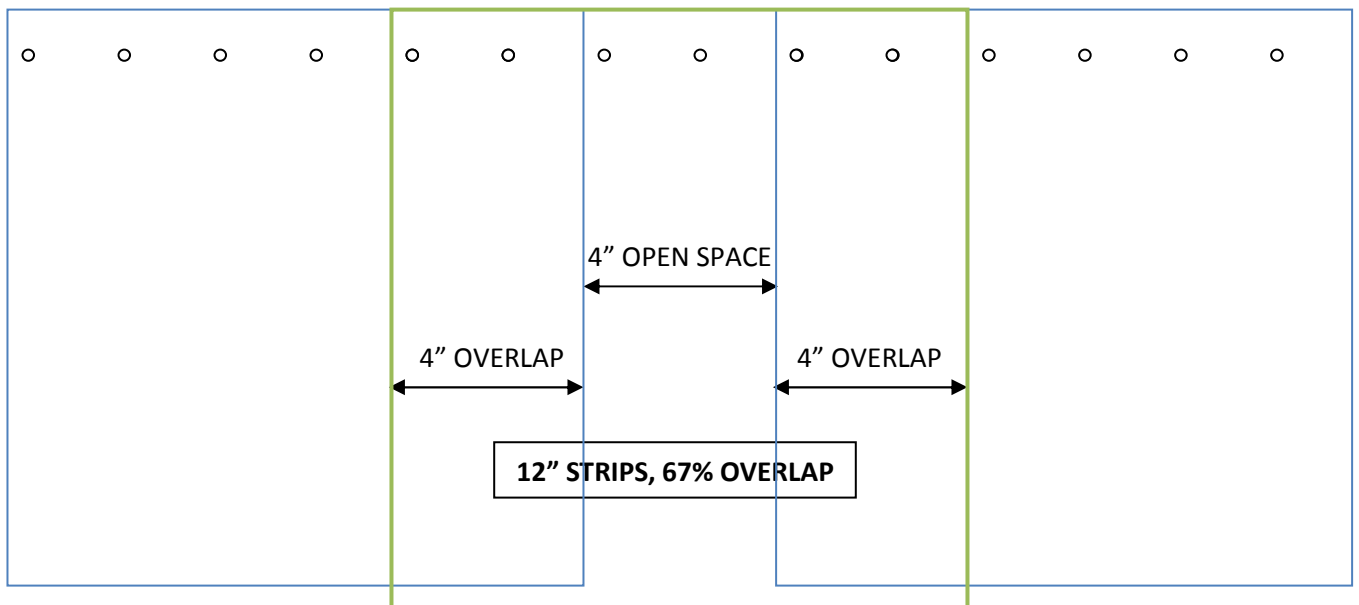 4” OPEN SPACE
4” OVERLAP
4” OVERLAP
12” STRIPS, 67% OVERLAP